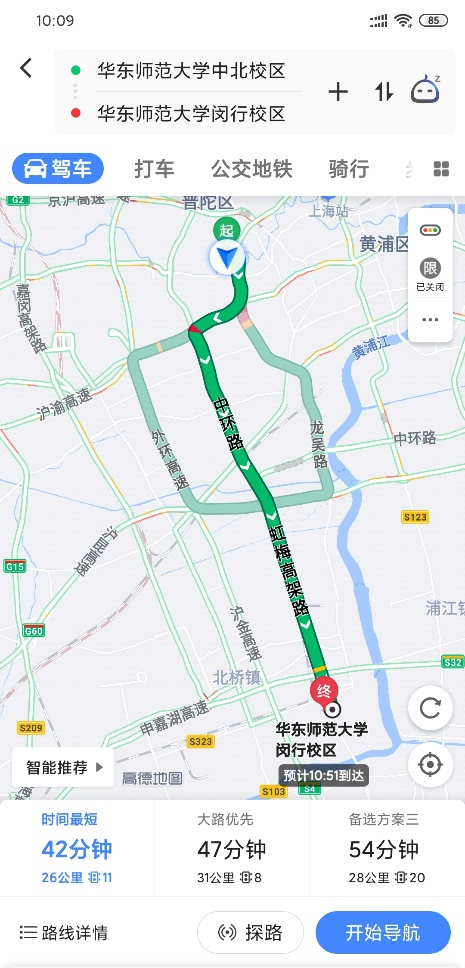 10:09
85
华东师范大学中北校区
z
华东师范大学闵行校区
驾车
打车
公交地铁
骑行
G2
京沪高速
普陀区
上海站
起
黄浦区
限
已关闭
嘉闵高架路
黄浦江
沪渝高速
中环路
外环高速
龙吴路
中环路
S123
沪昆高速
虹梅高架路
G15
沪金高速
浦江镇
G60
S32
北桥镇
终
申嘉湖高速
S209
华东师范大学
闵行校区
S323
智能推荐
高德地图
预计10:51到达
S103
S4
时间最短
大路优先
备选方案三
42分钟
47分钟
54分钟
26公里 11
31公里 8
28公里 20
路线详情
探路
开始导航